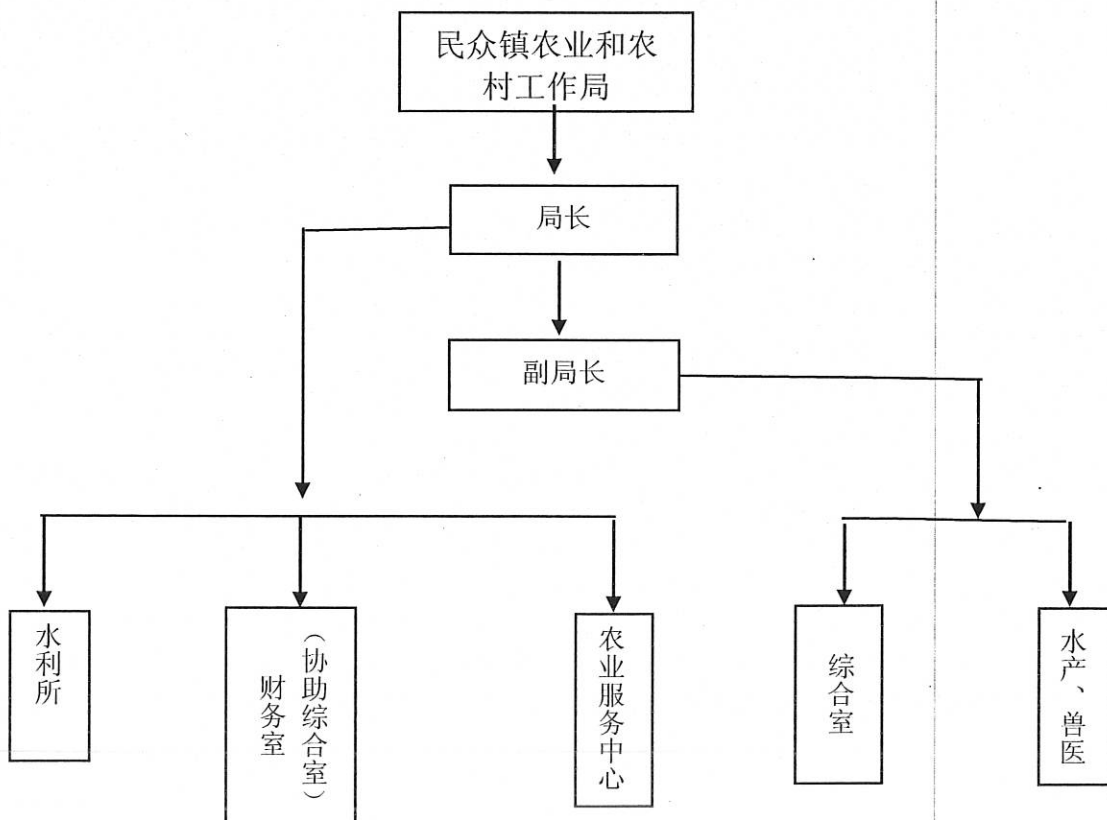 民众镇农业和农
村工作局
局长
副局长
水利所
（协助综合室）
财务室
农业服务中心
综合室
水产、兽医